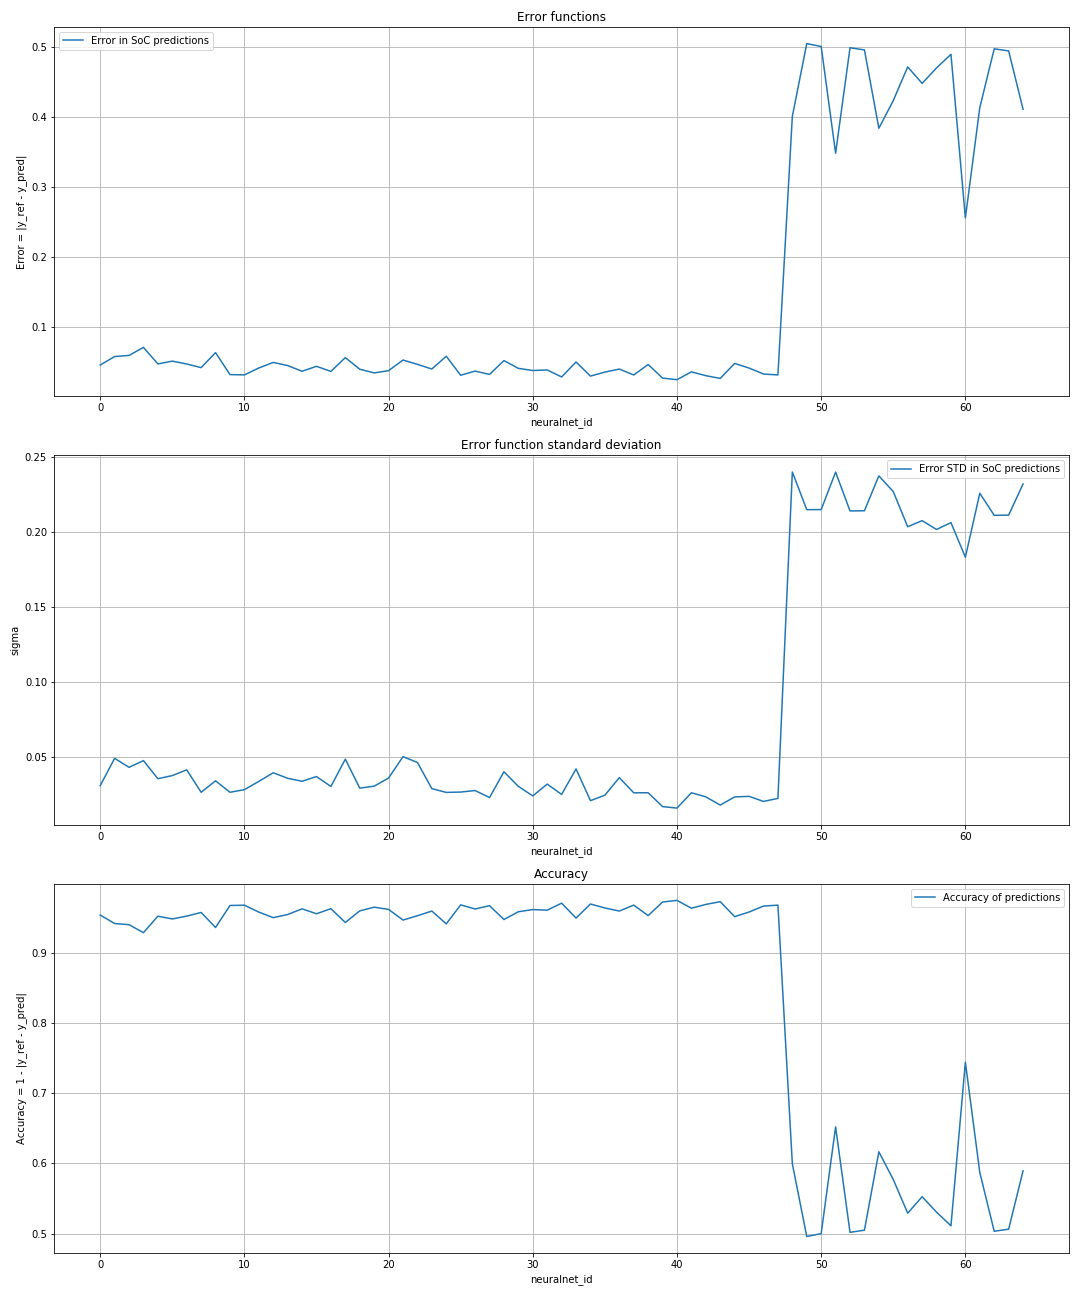 Error functions
Error in SoC predictions
Error = |y_ref - y_pred|
0.5
0.4
0.3
0.2
0.1
0 10 20 30 40 50 60
neuralnet_id
Error function standard deviation
Error STD in SoC predictions
sigma
0.25
0.20
0.15
0.10
0.05
0 10 20 30 40 50 60
neuralnet_id
Accuracy
Accuracy of predictions
Accuracy = 1 - |y_ref - y_pred|
0.9
0.8
0.7
0.6
0.5
0 10 20 30 40 50 60
neuralnet_id